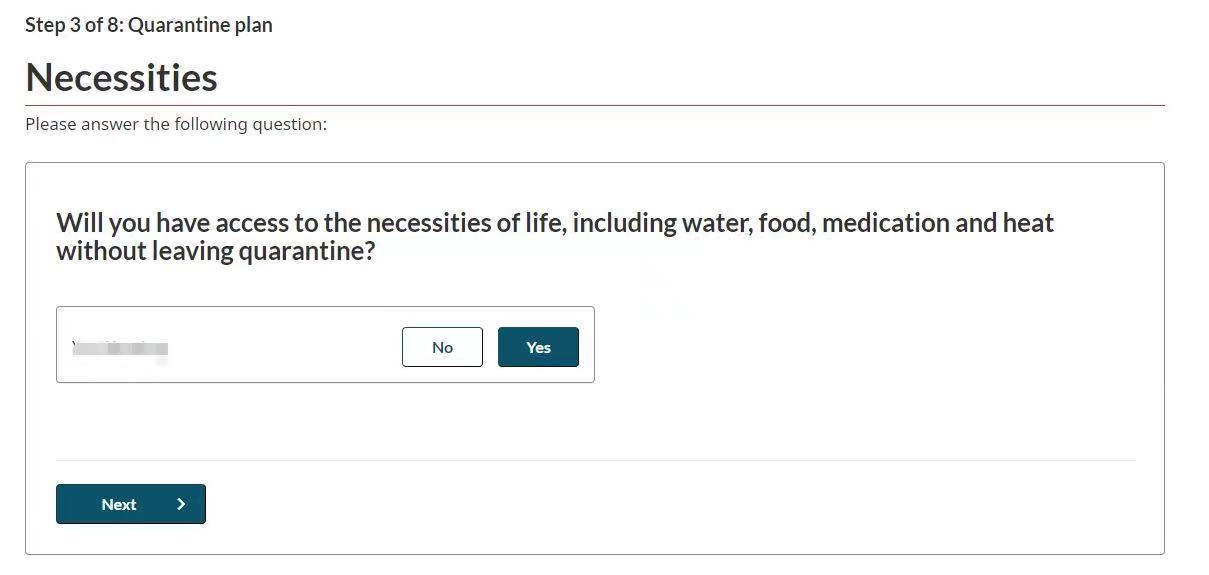 Step 3 of 8: Quarantine plan
Necessities
Please answer the following question:
Will you have access to the necessities of life, including water, food, medication and heat
without leaving quarantine?
No
Yes
Next